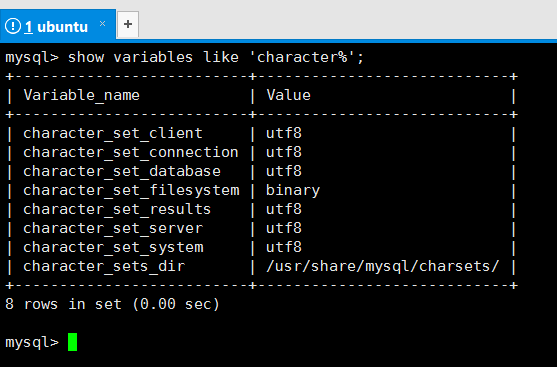 1 ubuntu × +
mysql> show variables like 'character%';
+--------------------------+----------------------------+
| Variable_name            | Value                      |
+--------------------------+----------------------------+
| character_set_client     | utf8                       |
| character_set_connection | utf8                       |
| character_set_database   | utf8                       |
| character_set_filesystem | binary                     |
| character_set_results    | utf8                       |
| character_set_server     | utf8                       |
| character_set_system     | utf8                       |
| character_sets_dir       | /usr/share/mysql/charsets/ |
+--------------------------+----------------------------+
8 rows in set (0.00 sec)
mysql>